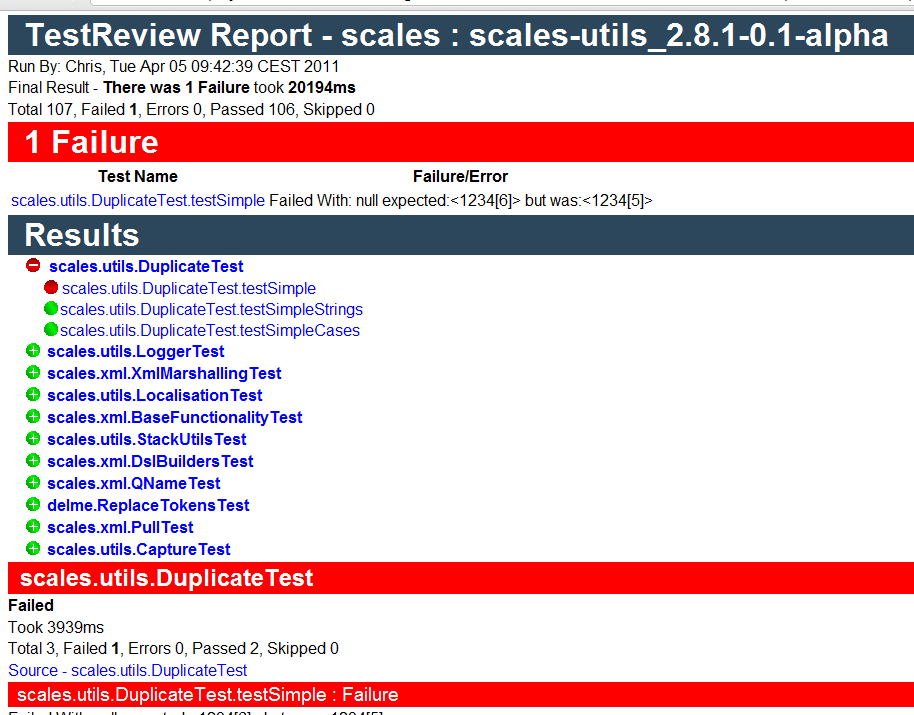 TestReview Report - scales : scales-utils_2.8.1-0.1-alpha
Run By: Chris, Tue Apr 05 09:42:39 CEST 2011
Final Result - There was 1 Failure took 20194ms
Total 107, Failed 1, Errors 0, Passed 106, Skipped 0
1 Failure
Test Name Failure/Error
scales.utils.DuplicateTest.testSimple Failed With: null expected:<1234[6]> but was:<1234[5]>
Results
scales.utils.DuplicateTest
scales.utils.DuplicateTest.testSimple
scales.utils.DuplicateTest.testSimpleStrings
scales.utils.DuplicateTest.testSimpleCases
scales.utils.LoggerTest
scales.xml.XmlMarshallingTest
scales.utils.LocalisationTest
scales.xml.BaseFunctionalityTest
scales.utils.StackUtilsTest
scales.xml.DslBuildersTest
scales.xml.QNameTest
delme.ReplaceTokensTest
scales.xml.PullTest
scales.utils.CaptureTest
scales.utils.DuplicateTest
Failed
Took 3939ms
Total 3, Failed 1, Errors 0, Passed 2, Skipped 0
Source - scales.utils.DuplicateTest
scales.utils.DuplicateTest.testSimple : Failure